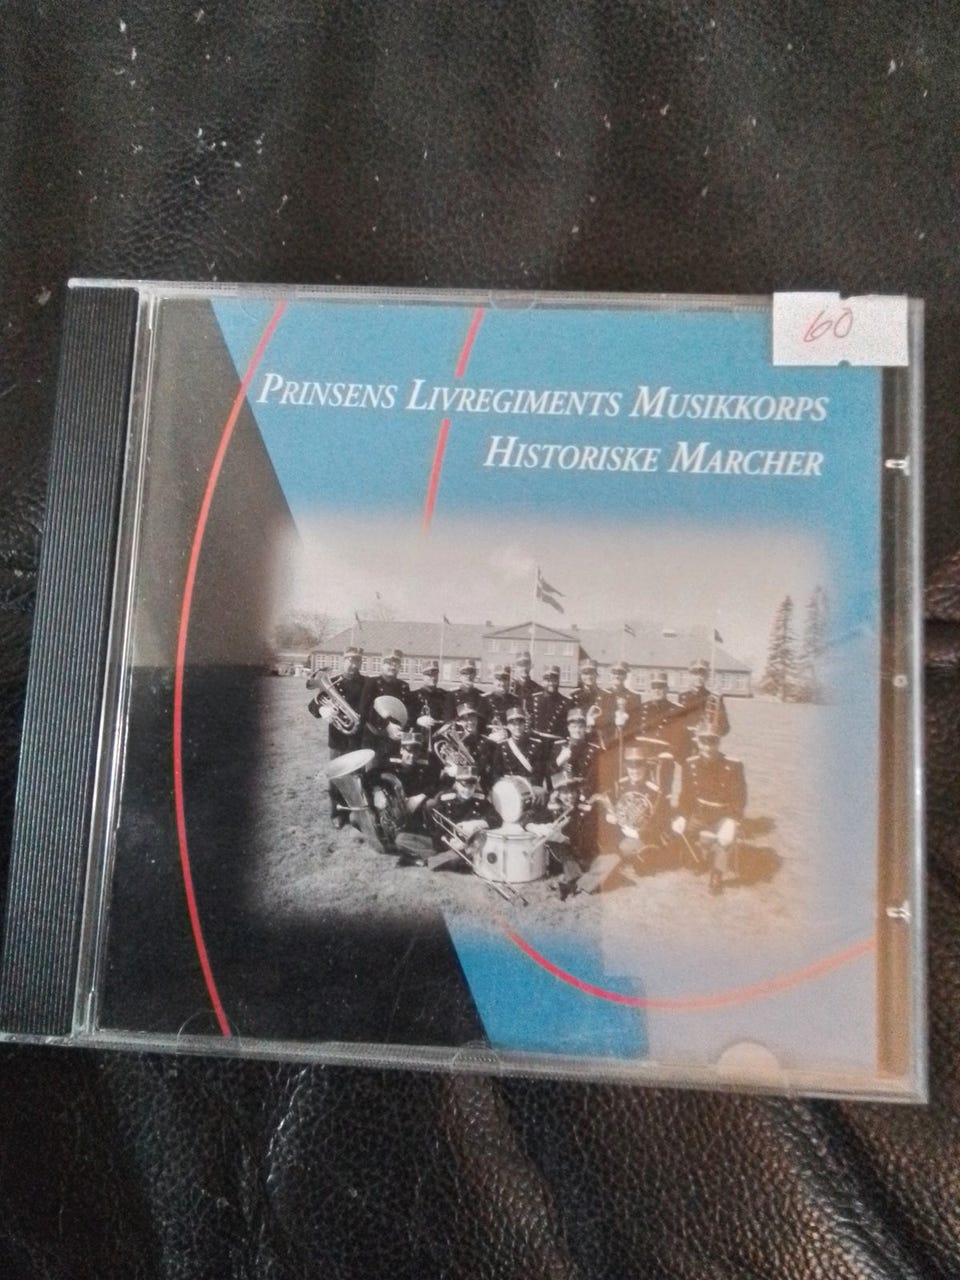 60
PRINSENS LIVREGIMENTS MUSIKKORPS
HISTORISKE MARCHER